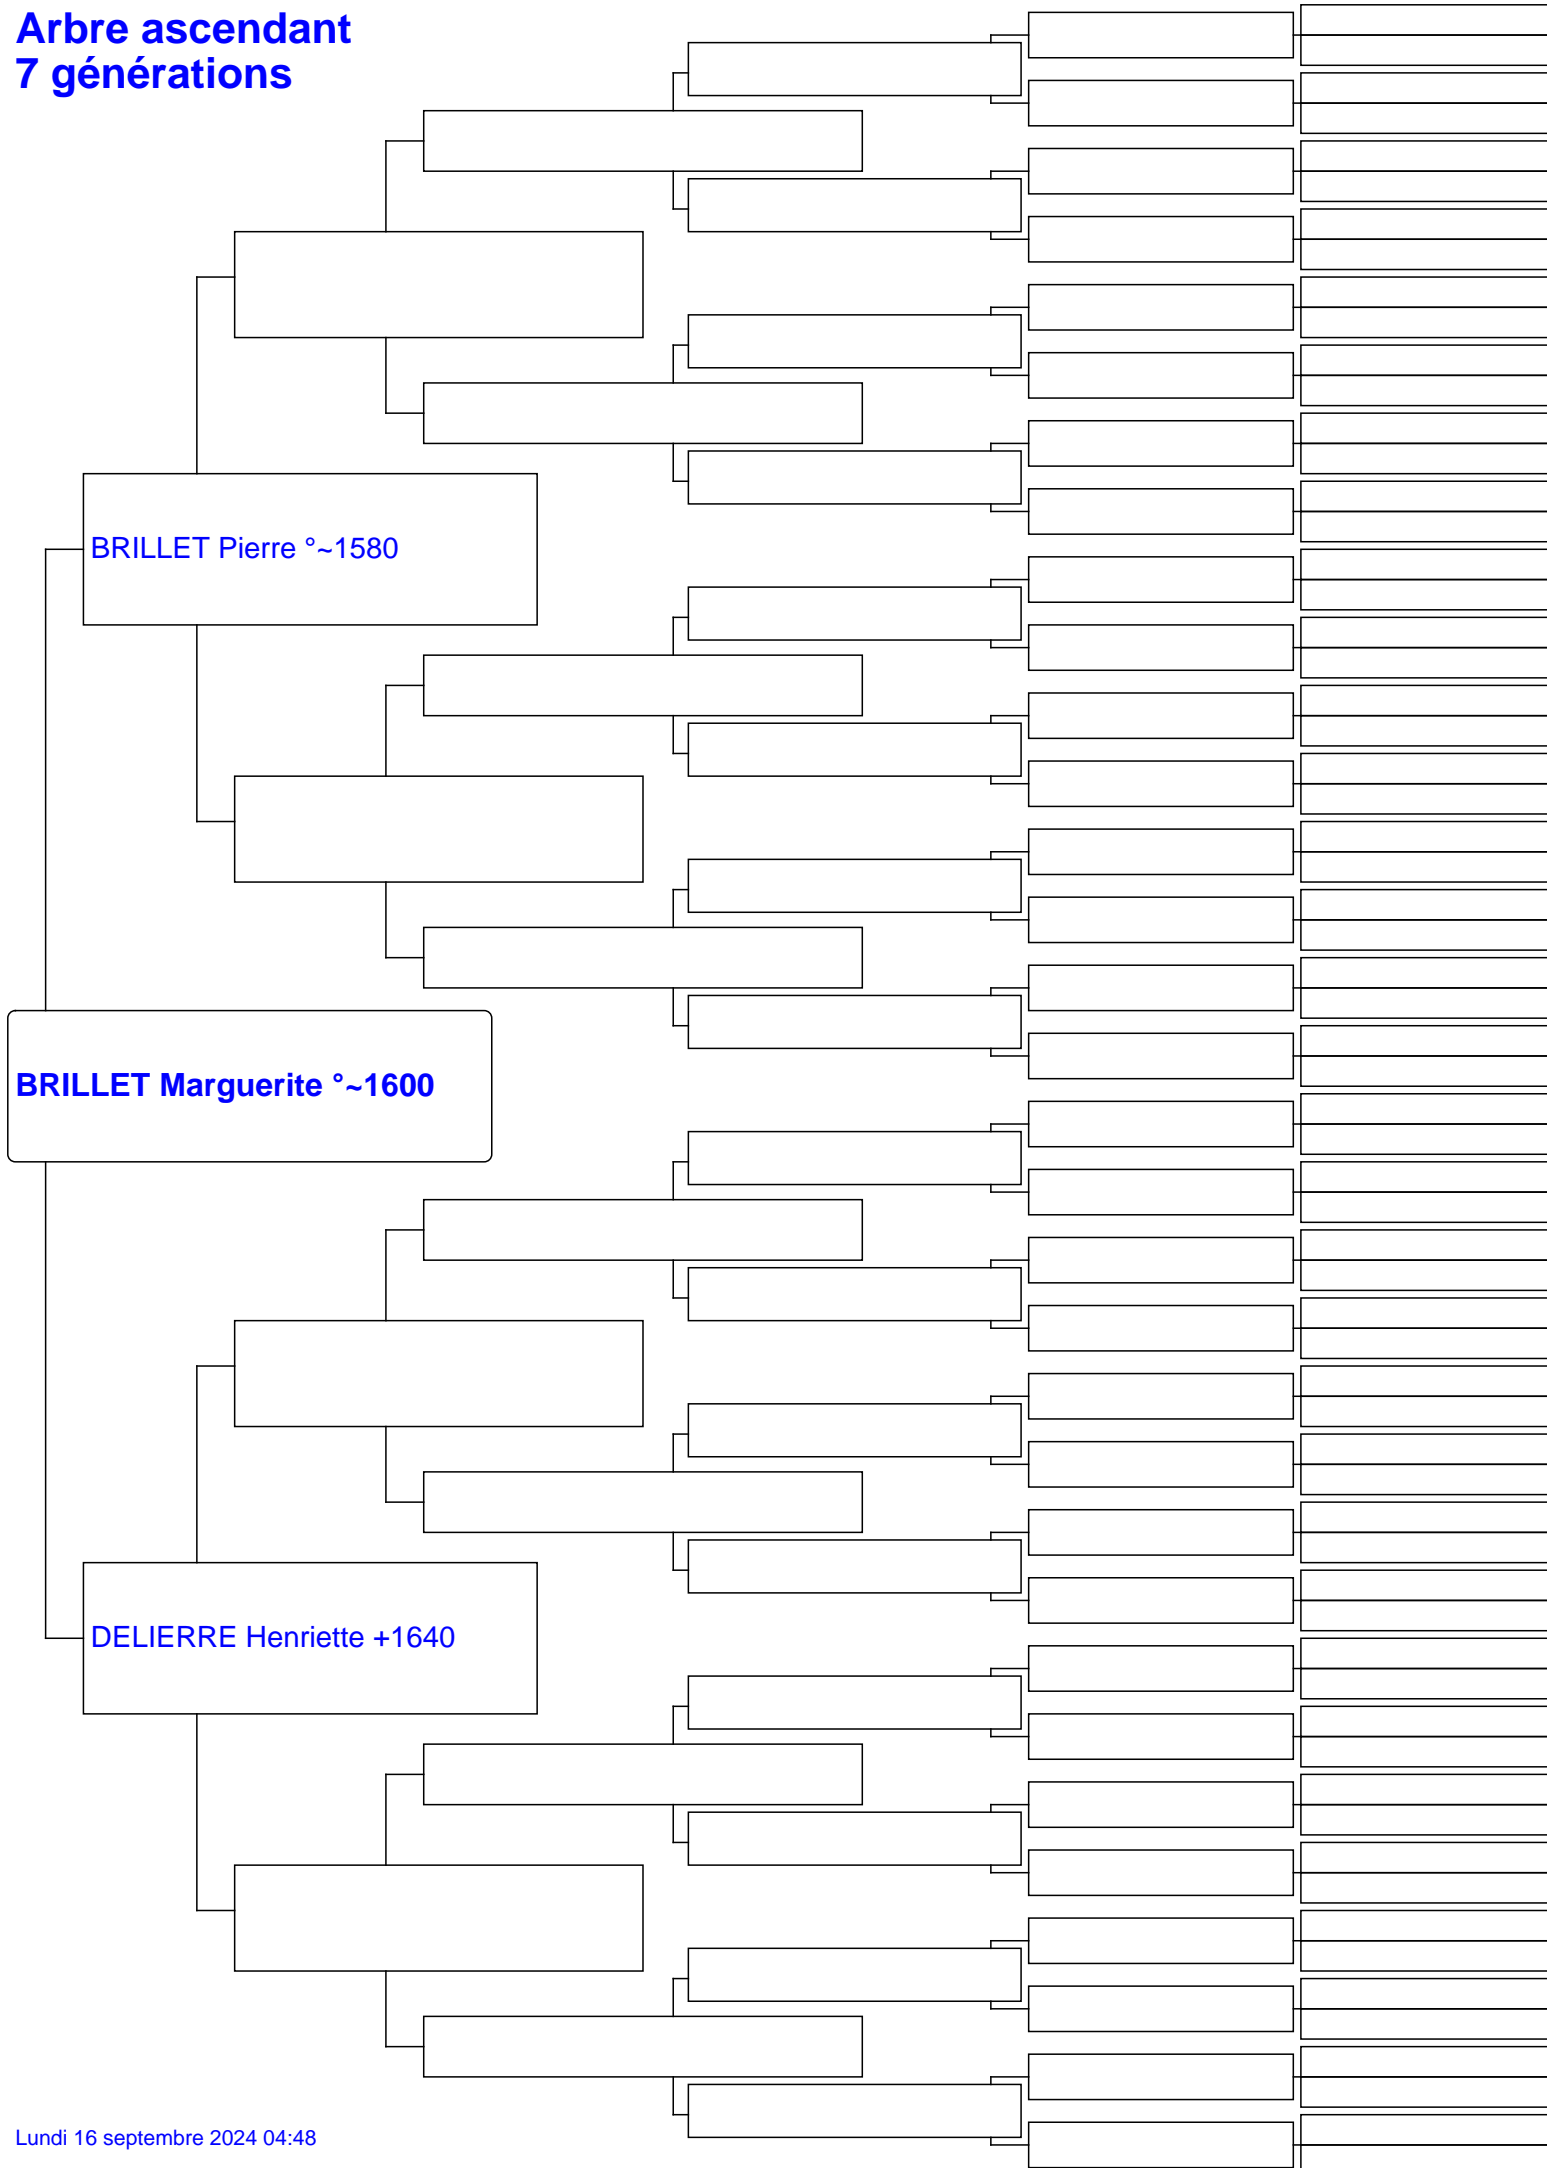 Arbre ascendant
7 générations
BRILLET Pierre °~1580
BRILLET Marguerite °~1600
DELIERRE Henriette +1640
Lundi 16 septembre 2024 04:48